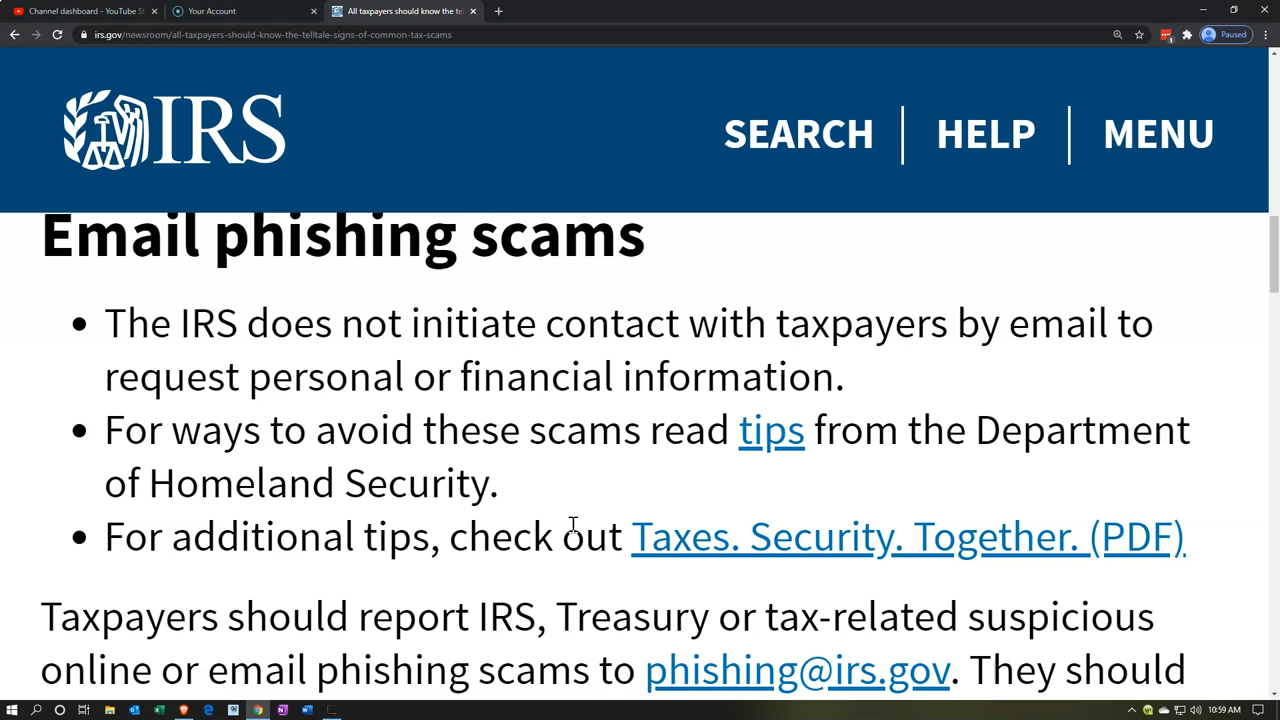 Channel dashboard - YouTube St
Your Account
All taxpayers should know the tel
irs.gov/newsroom/all-taxpayers-should-know-the-telltale-signs-of-common-tax-scams
Paused
IRS
SEARCH
HELP
MENU
Email phishing scams
• The IRS does not initiate contact with taxpayers by email to
request personal or financial information.
• For ways to avoid these scams read tips from the Department
of Homeland Security.
• For additional tips, check out Taxes. Security. Together. (PDF)
Taxpayers should report IRS, Treasury or tax-related suspicious
online or email phishing scams to phishing@irs.gov. They should
10:59 AM